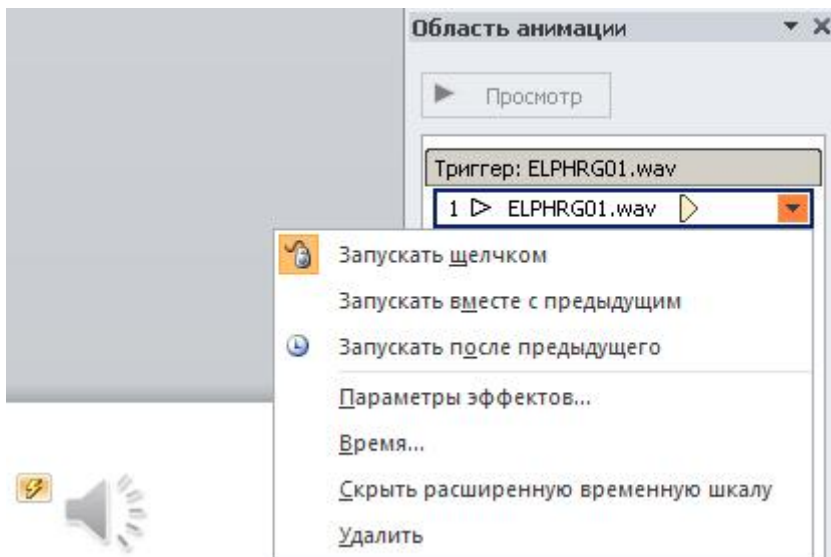 Область анимации
Просмотр
Триггер: ELPHRG01.wav
1 ELPHRG01.wav
Запускать щелчком
Запускать вместе с предыдущим
Запускать после предыдущего
Параметры эффектов...
Время...
Скрыть расширенную временную шкалу
Удалить